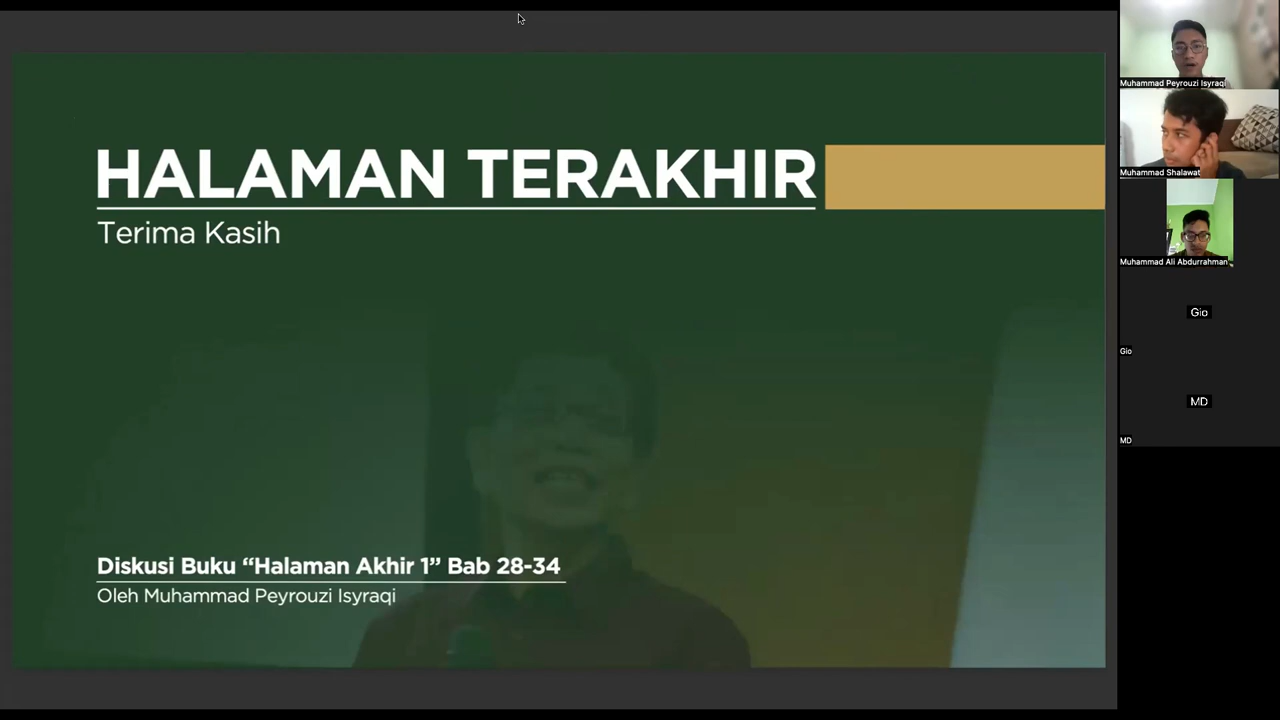 HALAMAN TERAKHIR
Terima Kasih
Diskusi Buku “Halaman Akhir 1” Bab 28-34
Oleh Muhammad Peyrouzi Isyraqi
Muhammad Peyrouzi Isyraqi
Muhammad Shalawat
Muhammad Ali Abdurrahman
Gio
Gio
MD
MD